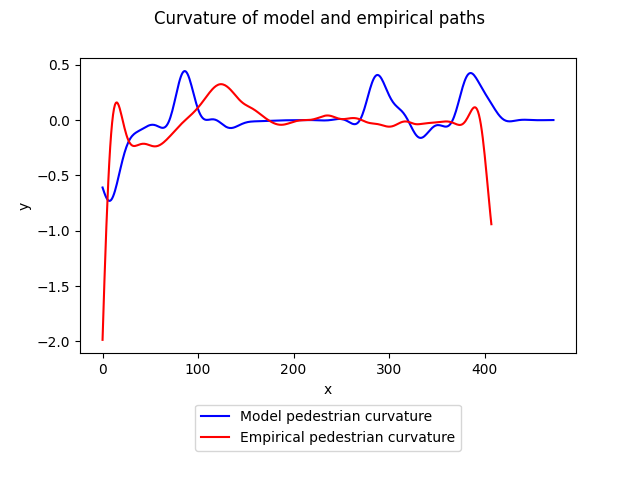 Curvature of model and empirical paths
0.5
0.0
−0.5
−1.0
−1.5
−2.0
y
0 100 200 300 400
x
Model pedestrian curvature
Empirical pedestrian curvature